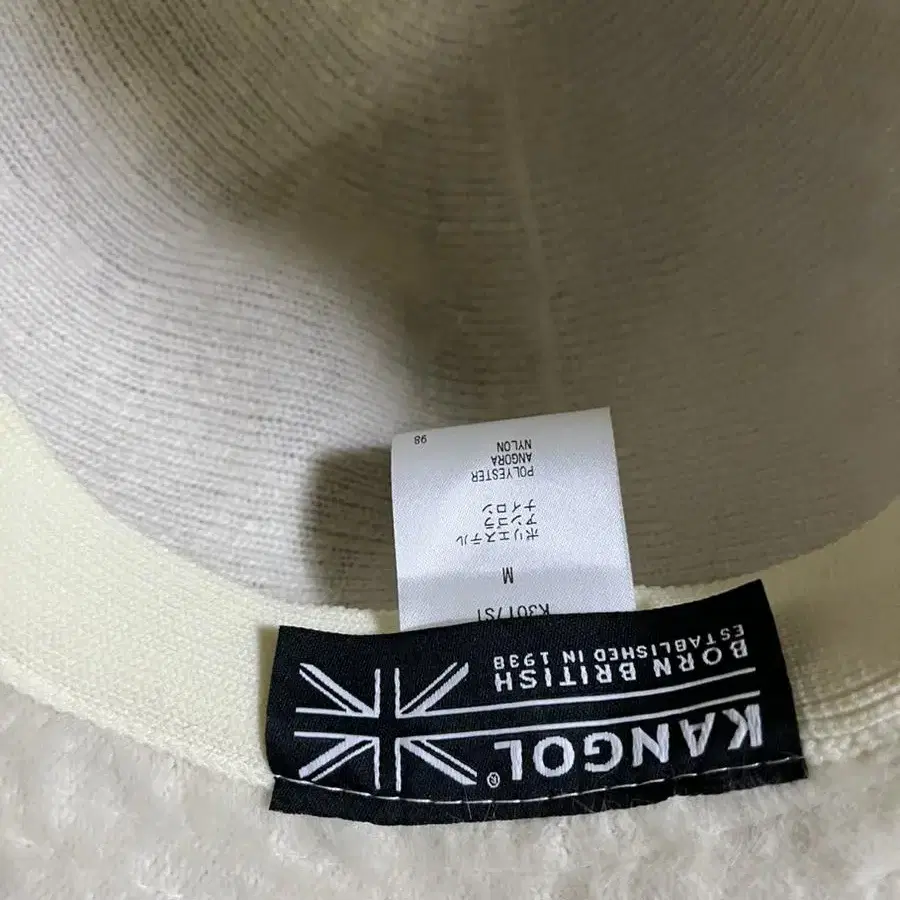 KANGOL®
BORN BRITISH
ESTABLISHED IN 1938
K3017ST
M
ポリエステル
アンゴラ
ナイロン
POLYESTER
ANGORA
NYLON
86